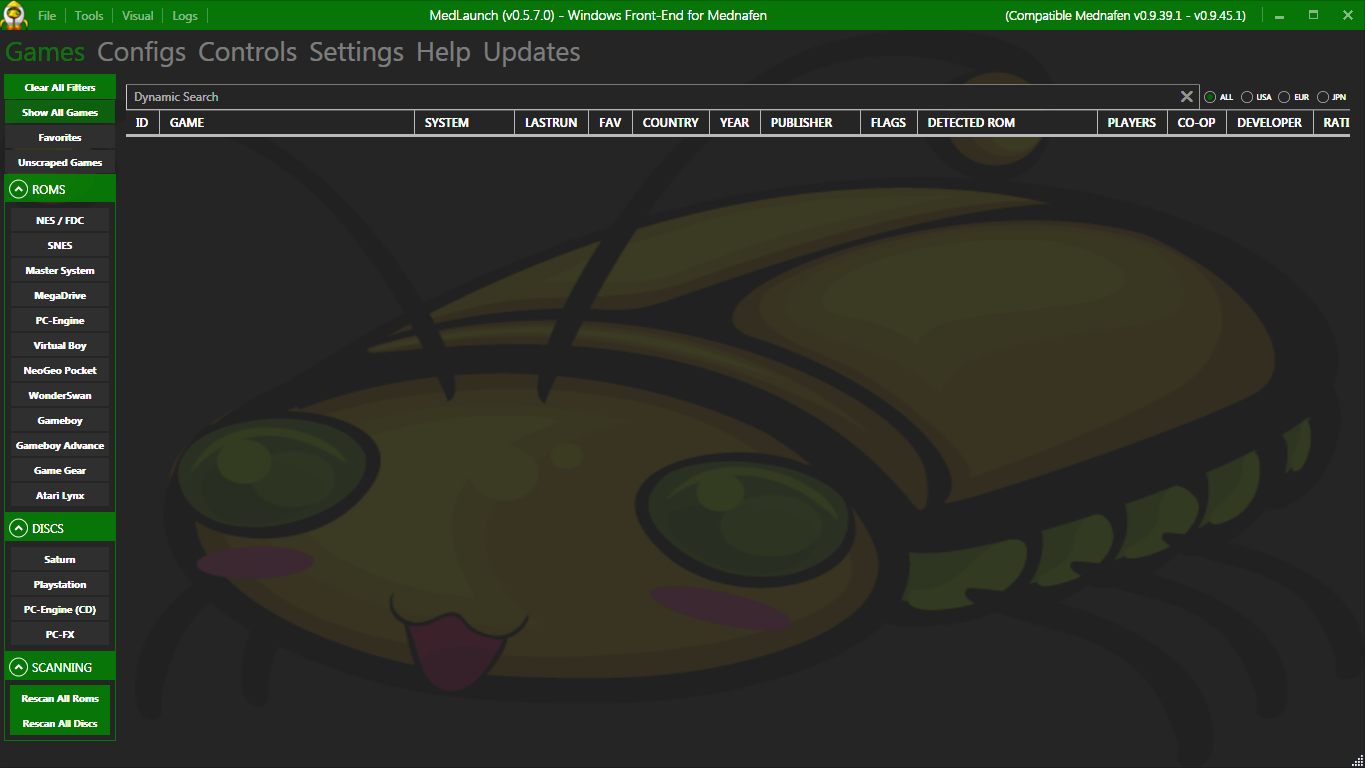 File Tools Visual Logs MedLaunch (v0.5.7.0) - Windows Front-End for Mednafen (Compatible Mednafen v0.9.39.1 - v0.9.45.1)
Games Configs Controls Settings Help Updates
Clear All Filters
Show All Games
Favorites
Unscraped Games
ROMS
NES / FDC
SNES
Master System
MegaDrive
PC-Engine
Virtual Boy
NeoGeo Pocket
WonderSwan
Gameboy
Gameboy Advance
Game Gear
Atari Lynx
DISCS
Saturn
Playstation
PC-Engine (CD)
PC-FX
SCANNING
Rescan All Roms
Rescan All Discs
Dynamic Search ALL USA EUR JPN
ID GAME SYSTEM LASTRUN FAV COUNTRY YEAR PUBLISHER FLAGS DETECTED ROM PLAYERS CO-OP DEVELOPER RATI